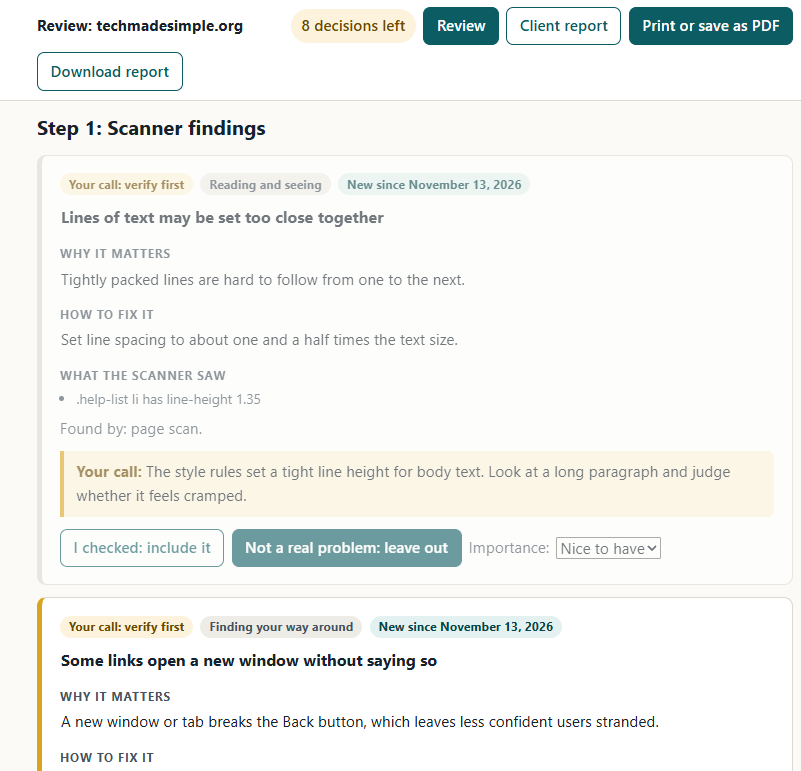 Review: techmadesimple.org
8 decisions left
Review
Client report
Print or save as PDF
Download report
Step 1: Scanner findings
Your call: verify first
Reading and seeing
New since November 13, 2026
Lines of text may be set too close together
WHY IT MATTERS
Tightly packed lines are hard to follow from one to the next.
HOW TO FIX IT
Set line spacing to about one and a half times the text size.
WHAT THE SCANNER SAW
• .help-list li has line-height 1.35
Found by: page scan.
Your call: The style rules set a tight line height for body text. Look at a long paragraph and judge
whether it feels cramped.
I checked: include it
Not a real problem: leave out
Importance:
Nice to have
Your call: verify first
Finding your way around
New since November 13, 2026
Some links open a new window without saying so
WHY IT MATTERS
A new window or tab breaks the Back button, which leaves less confident users stranded.
HOW TO FIX IT